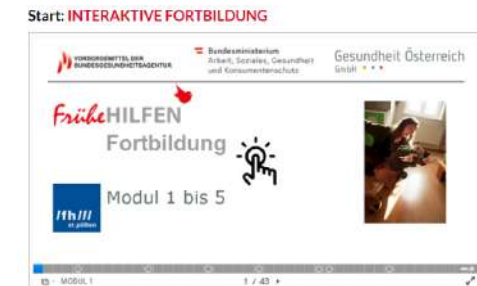 Start: INTERAKTIVE FORTBILDUNG
VORSORGEMITTEL DER
BUNDESGESUNDHEITSAGENTUR
Bundesministerium
Arbeit, Soziales, Gesundheit
und Konsumentenschutz
Gesundheit Österreich
GmbH
FrüheHILFEN
Fortbildung
Modul 1 bis 5
/fh///
st.pölten
MODUL 1
1 / 43